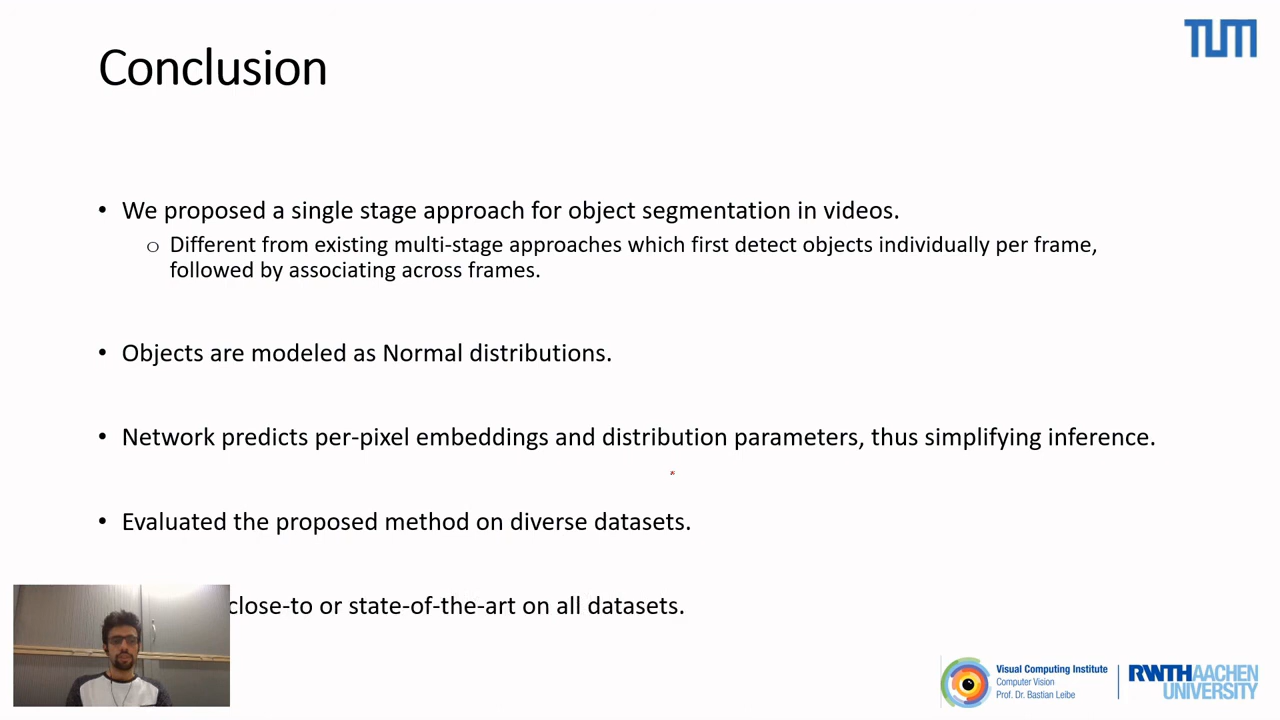 Conclusion
TUM
• We proposed a single stage approach for object segmentation in videos.
o Different from existing multi-stage approaches which first detect objects individually per frame,
followed by associating across frames.
• Objects are modeled as Normal distributions.
• Network predicts per-pixel embeddings and distribution parameters, thus simplifying inference.
• Evaluated the proposed method on diverse datasets.
close-to or state-of-the-art on all datasets.
Visual Computing Institute
Computer Vision
Prof. Dr. Bastian Leibe
RWTHAACHEN
UNIVERSITY